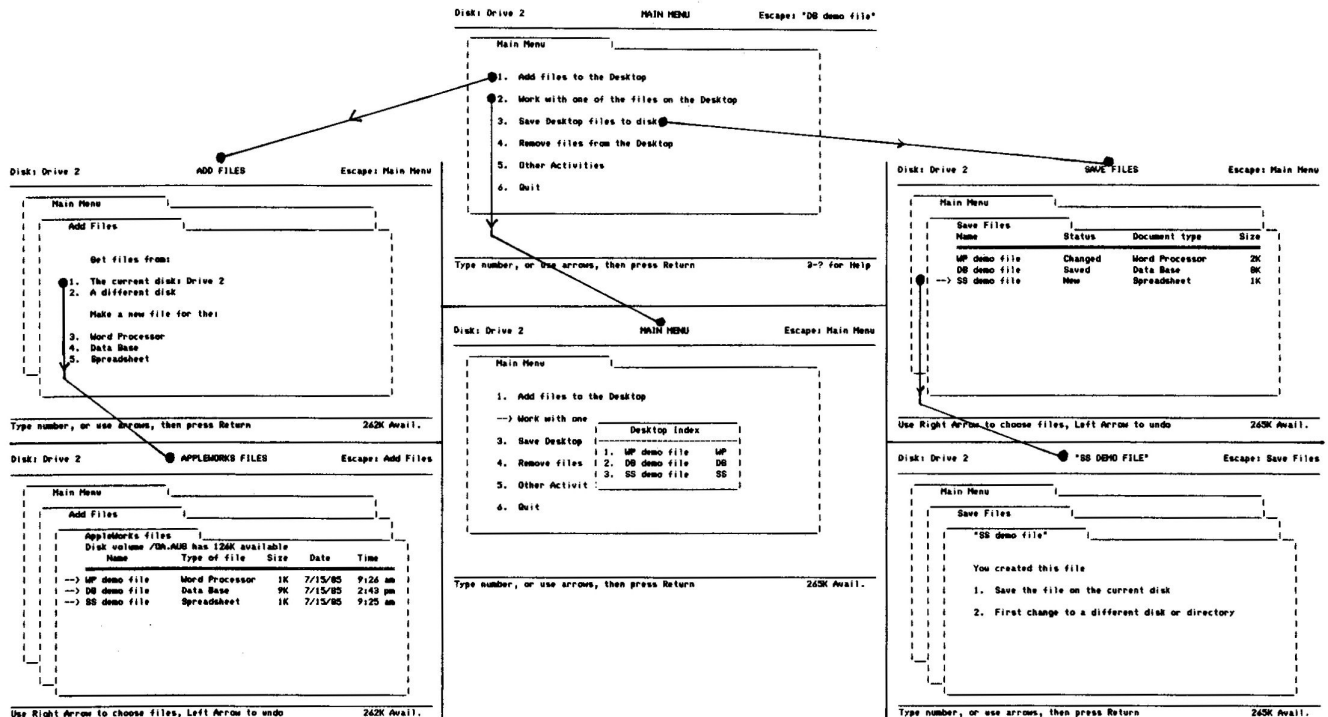 Disk: Drive 2 MAIN MENU Escape: "DB demo file"
Main Menu
1. Add files to the Desktop
2. Work with one of the files on the Desktop
3. Save Desktop files to disk
4. Remove files from the Desktop
5. Other Activities
6. Quit
Type number, or use arrows, then press Return @-? for Help
Disk: Drive 2 ADD FILES Escape: Main Menu
Main Menu
Add Files
Get files from:
1. The current disk: Drive 2
2. A different disk
Make a new file for the:
3. Word Processor
4. Data Base
5. Spreadsheet
Type number, or use arrows, then press Return 262K Avail.
Disk: Drive 2 APPLEWORKS FILES Escape: Add Files
Main Menu
Add Files
AppleWorks files
Disk volume has 126K available
Name Type of file Size Date Time
--> WP demo file Word Processor 1K 7/15/85 9:26 am
--> DB demo file Data Base 9K 7/15/85 2:43 pm
--> SS demo file Spreadsheet 1K 7/15/85 9:25 am
Use Right Arrow to choose files, Left Arrow to undo 262K Avail.
Disk: Drive 2 MAIN MENU Escape: Main Menu
Main Menu
1. Add files to the Desktop
--> Work with one
3. Save Desktop
4. Remove files
5. Other Activit
6. Quit
Desktop Index
1. WP demo file WP
2. DB demo file DB
3. SS demo file SS
Type number, or use arrows, then press Return 265K Avail.
Disk: Drive 2 SAVE FILES Escape: Main Menu
Main Menu
Save Files
Name Status Document type Size
WP demo file Changed Word Processor 2K
DB demo file Saved Data Base 8K
--> SS demo file New Spreadsheet 1K
Use Right Arrow to choose files, Left Arrow to undo 265K Avail.
Disk: Drive 2 "SS DEMO FILE" Escape: Save Files
Main Menu
Save Files
"SS demo file"
You created this file
1. Save the file on the current disk
2. First change to a different disk or directory
Type number, or use arrows, then press Return 265K Avail.